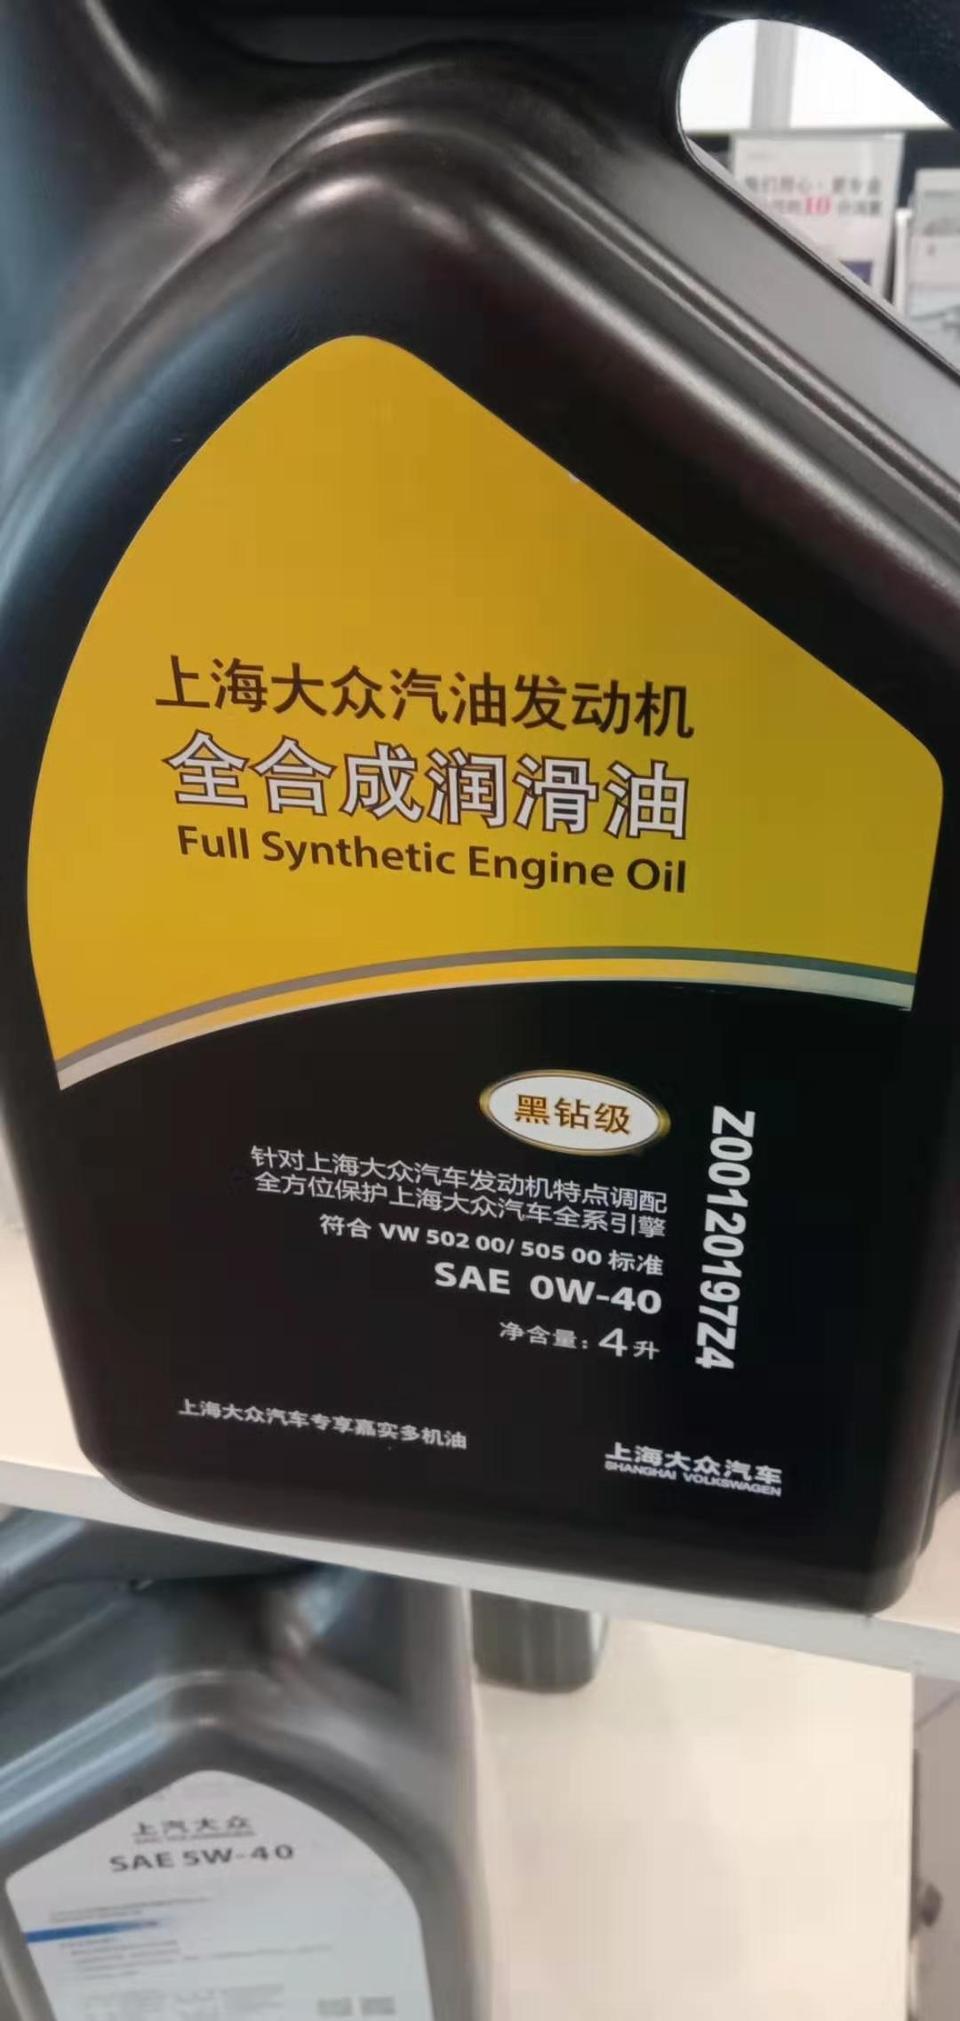 上海大众汽油发动机
全合成润滑油
Full Synthetic Engine Oil
黑钻级
针对上海大众汽车发动机特点调配
全方位保护上海大众汽车全系引擎
符合 VW 502 00/ 505 00 标准
SAE 0W-40
净含量：4升
Z00120197Z4
上海大众汽车专享嘉实多机油
上海大众汽车
SHANGHAI VOLKSWAGEN
上汽大众
SAE 5W-40